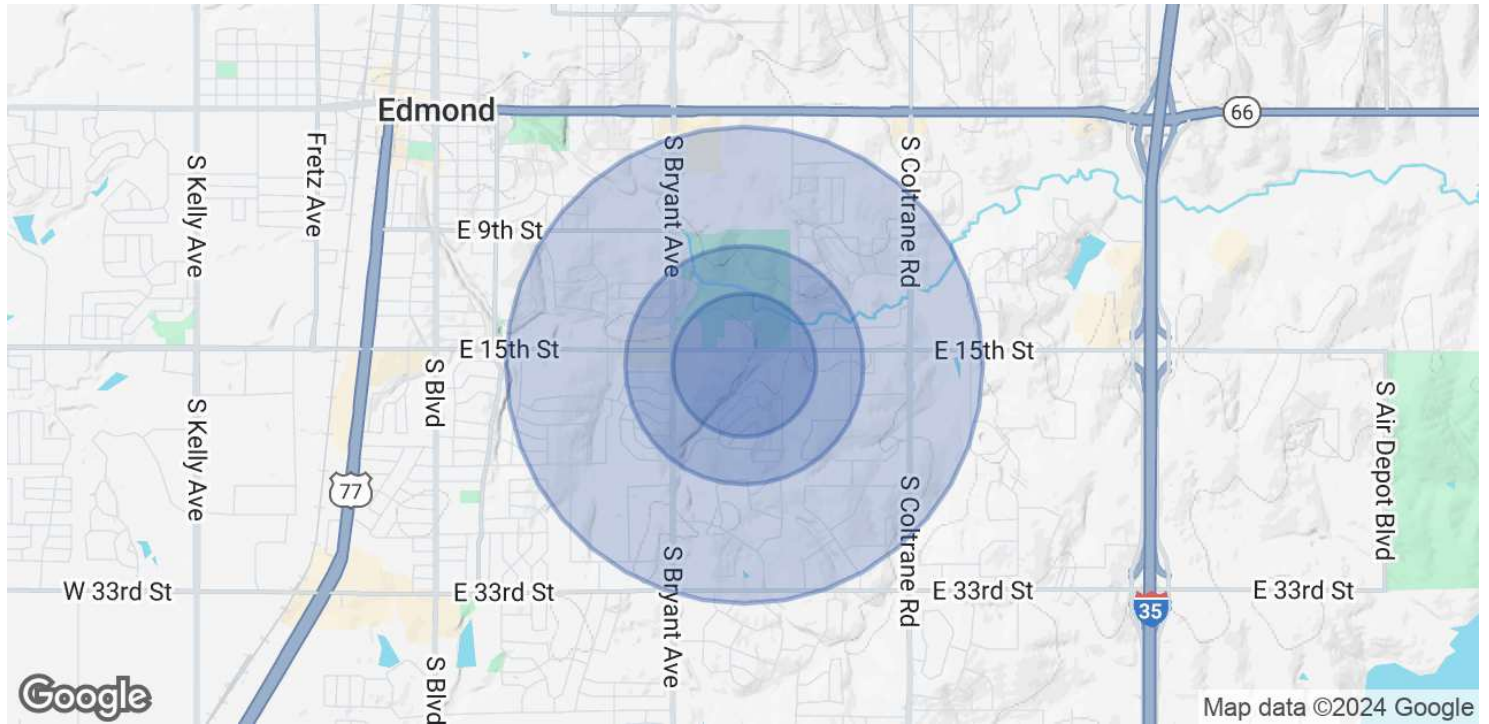 Edmond
66
S Kelly Ave
Fretz Ave
S Bryant Ave
S Coltrane Rd
E 9th St
E 15th St
E 15th St
S Blvd
S Kelly Ave
S Air Depot Blvd
77
S Coltrane Rd
W 33rd St
E 33rd St
S Bryant Ave
E 33rd St
E 33rd St
35
S Blvd
Google
Map data ©2024 Google